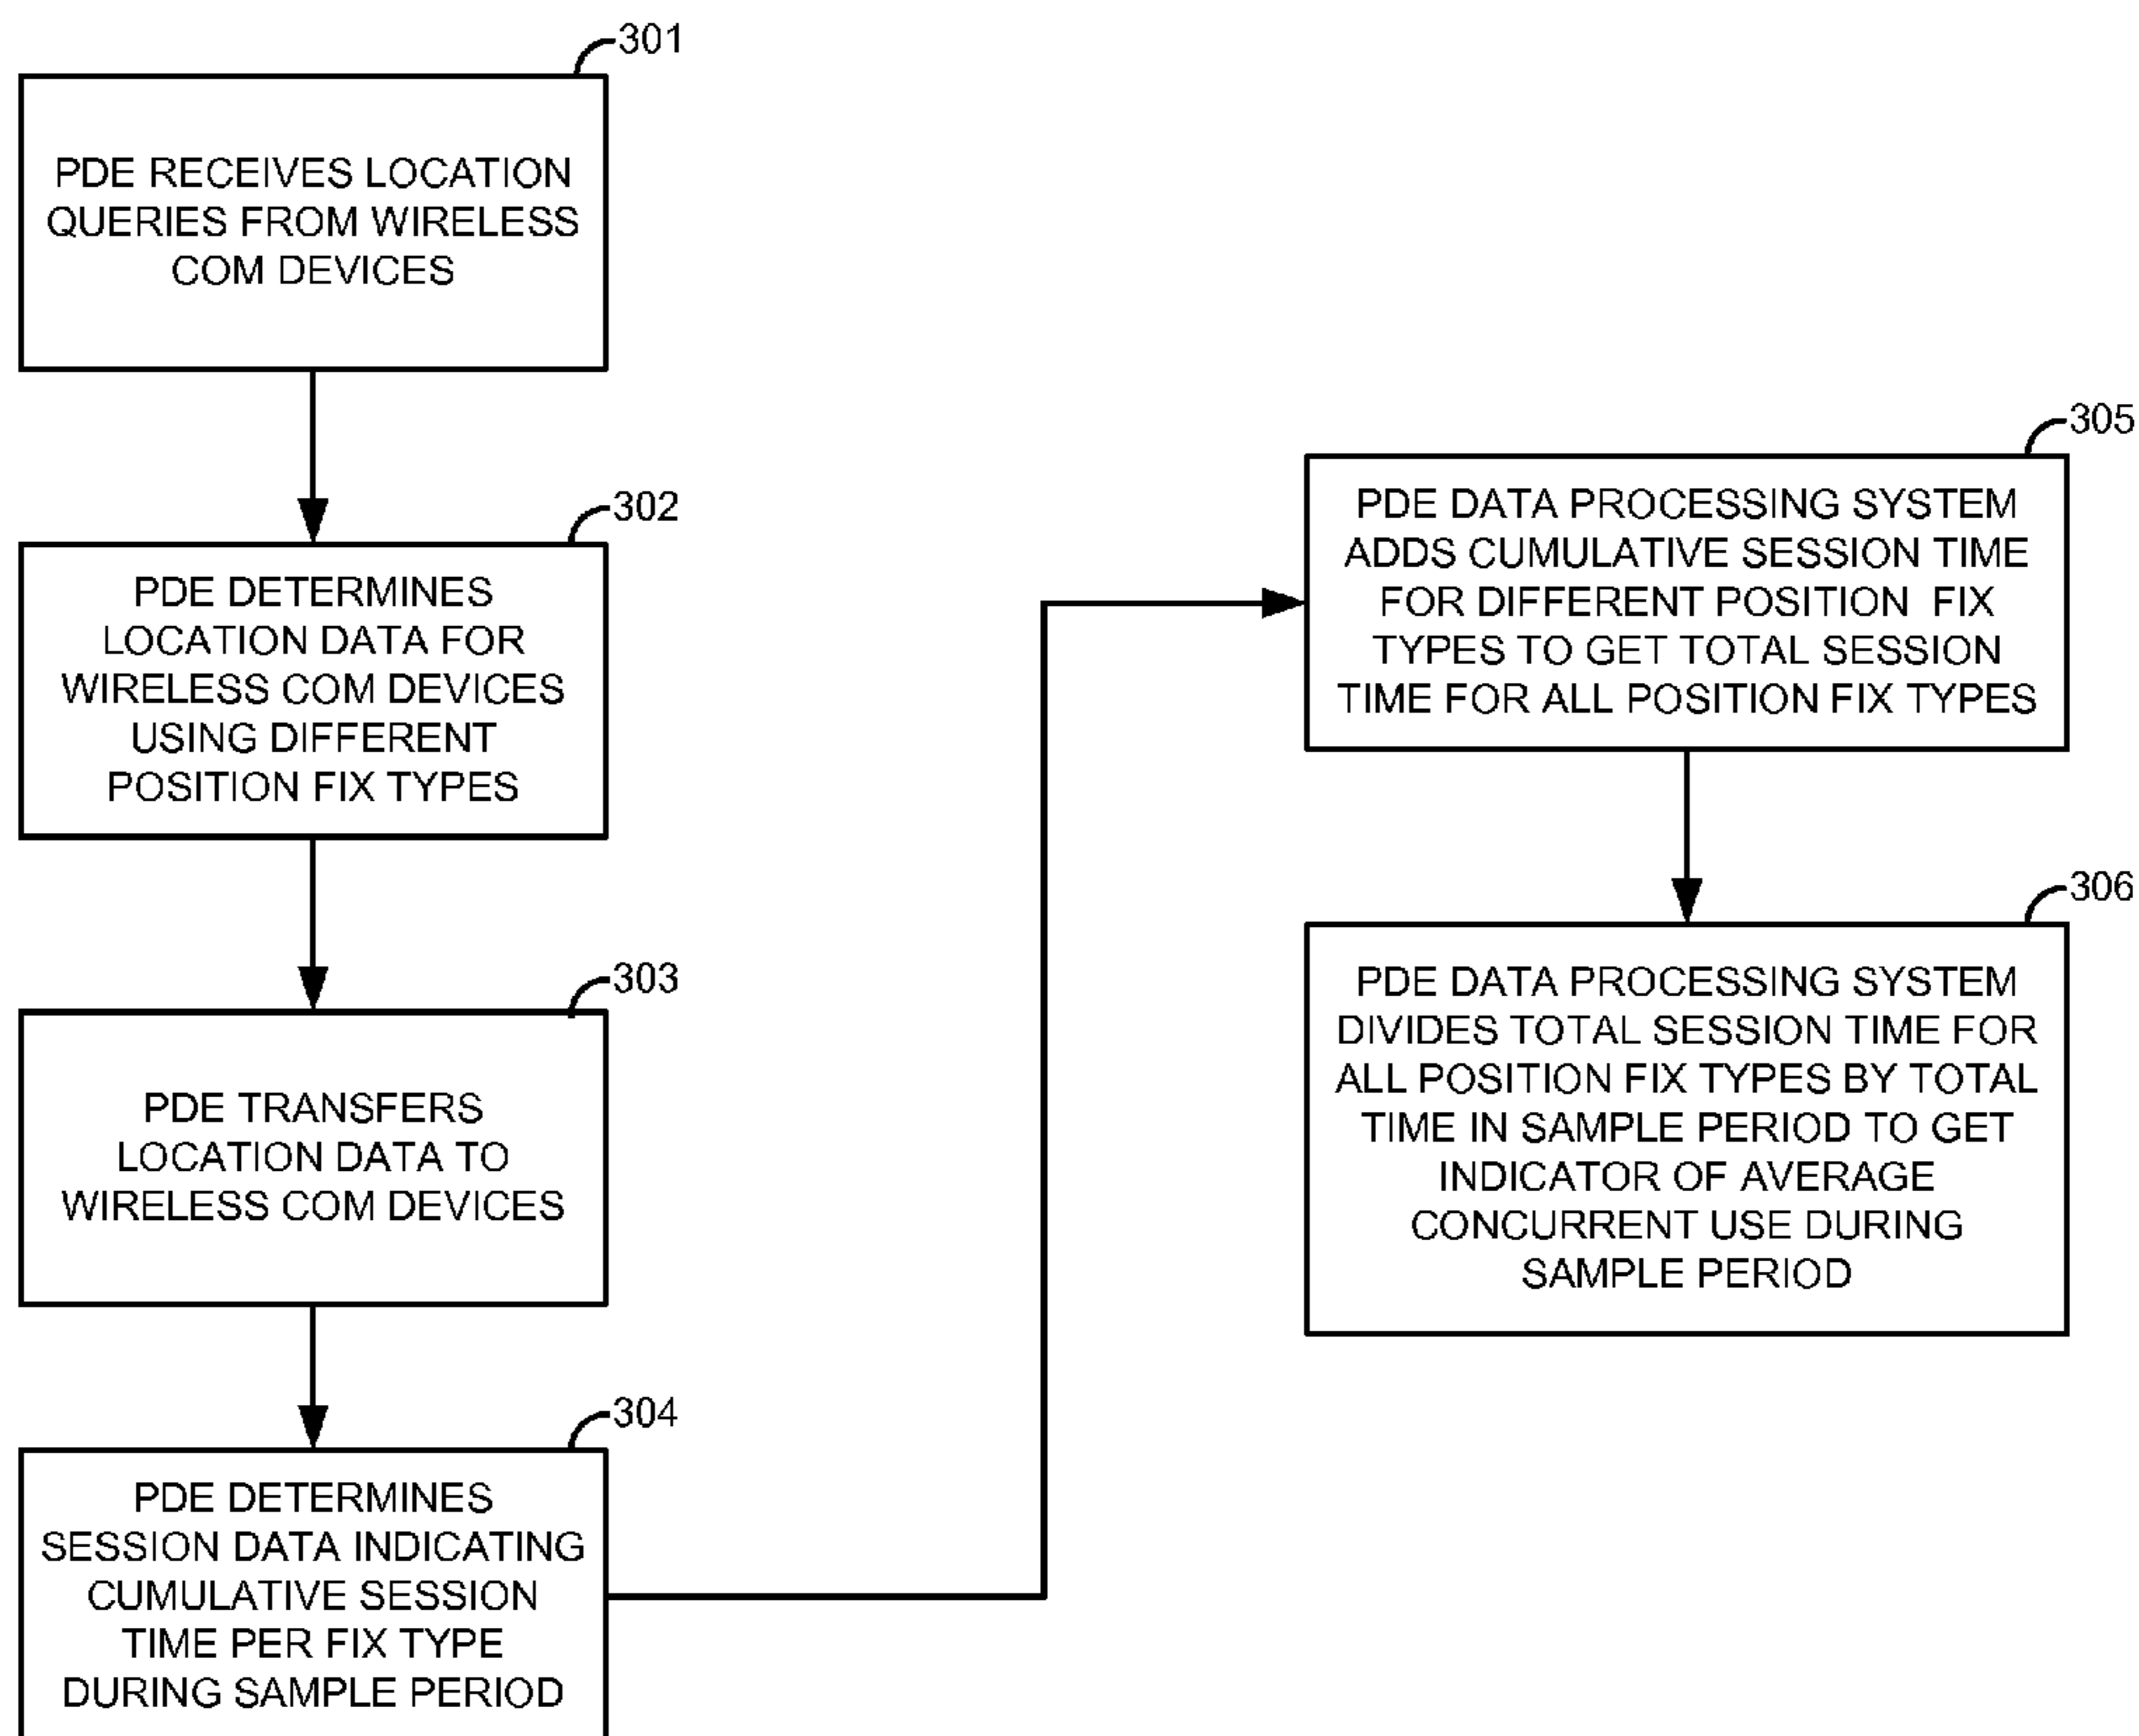 301
PDE RECEIVES LOCATION
QUERIES FROM WIRELESS
COM DEVICES
302
PDE DETERMINES
LOCATION DATA FOR
WIRELESS COM DEVICES
USING DIFFERENT
POSITION FIX TYPES
303
PDE TRANSFERS
LOCATION DATA TO
WIRELESS COM DEVICES
304
PDE DETERMINES
SESSION DATA INDICATING
CUMULATIVE SESSION
TIME PER FIX TYPE
DURING SAMPLE PERIOD
305
PDE DATA PROCESSING SYSTEM
ADDS CUMULATIVE SESSION TIME
FOR DIFFERENT POSITION FIX
TYPES TO GET TOTAL SESSION
TIME FOR ALL POSITION FIX TYPES
306
PDE DATA PROCESSING SYSTEM
DIVIDES TOTAL SESSION TIME FOR
ALL POSITION FIX TYPES BY TOTAL
TIME IN SAMPLE PERIOD TO GET
INDICATOR OF AVERAGE
CONCURRENT USE DURING
SAMPLE PERIOD